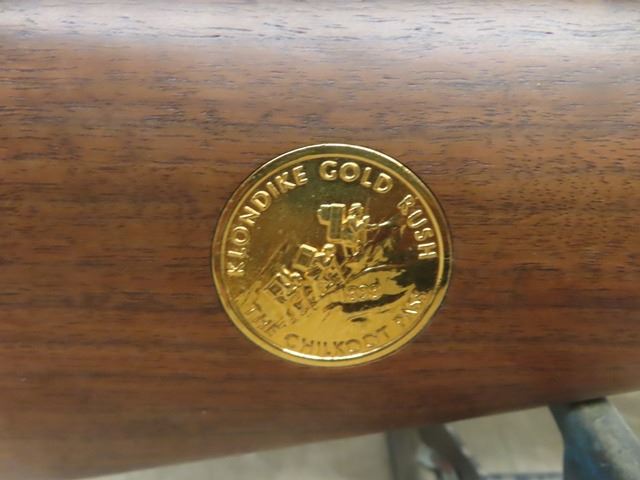 KLONDIKE GOLD RUSH
1898
THE CHILKOOT PASS